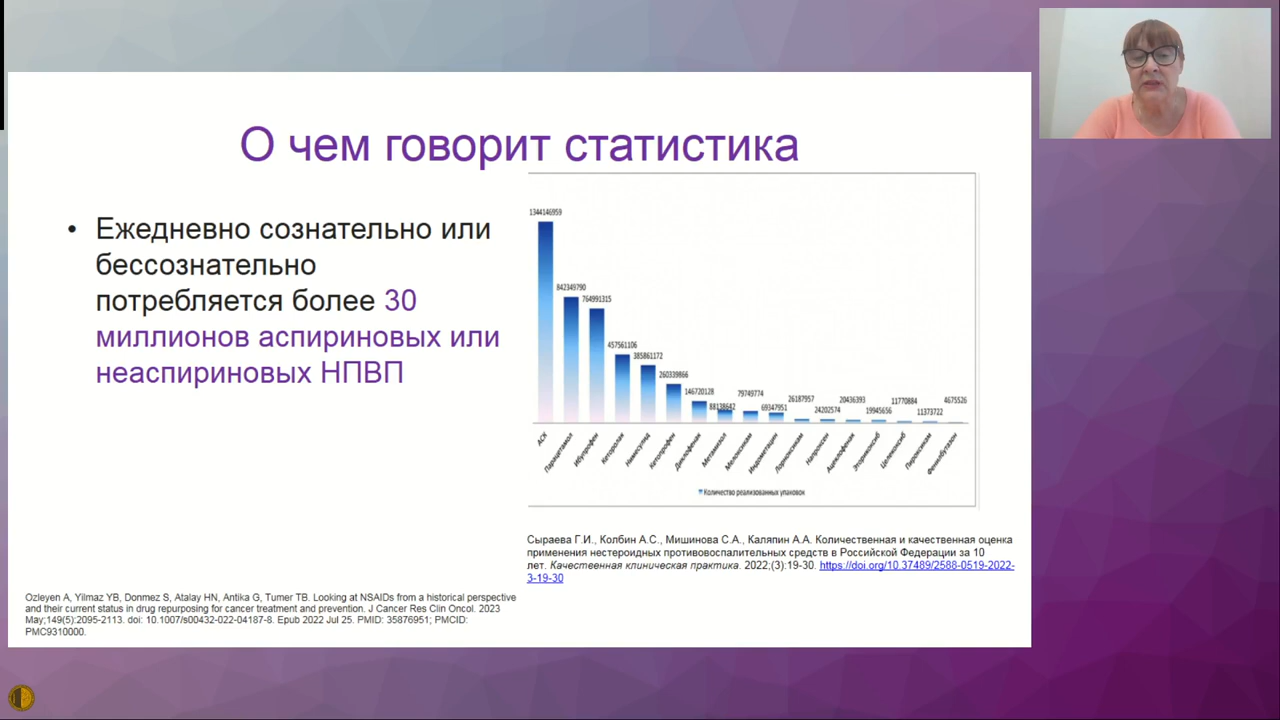 О чем говорит статистика
• Ежедневно сознательно или
бессознательно
потребляется более 30
миллионов аспириновых или
неаспириновых НПВП
1344146959
842349790
764991315
457561106
385861172
260339866
146720128
88138642
79749774
69347951
26187957
24202574
20436393
19945656
11770884
11373722
4675526
АСК
Парацетамол
Ибупрофен
Кеторолак
Нимесулид
Кетопрофен
Диклофенак
Метамизол
Мелоксикам
Индометацин
Лорноксикам
Напроксен
Ацеклофенак
Эторикоксиб
Целекоксиб
Пироксикам
Фенилбутазон
Количество реализованных упаковок
Сыраева Г.И., Колбин А.С., Мишинова С.А., Каляпин А.А. Количественная и качественная оценка
применения нестероидных противовоспалительных средств в Российской Федерации за 10
лет. Качественная клиническая практика. 2022;(3):19-30. https://doi.org/10.37489/2588-0519-2022-
3-19-30
Ozleyen A, Yilmaz YB, Donmez S, Atalay HN, Antika G, Tumer TB. Looking at NSAIDs from a historical perspective
and their current status in drug repurposing for cancer treatment and prevention. J Cancer Res Clin Oncol. 2023
May;149(5):2095-2113. doi: 10.1007/s00432-022-04187-8. Epub 2022 Jul 25. PMID: 35876951; PMCID:
PMC9310000.